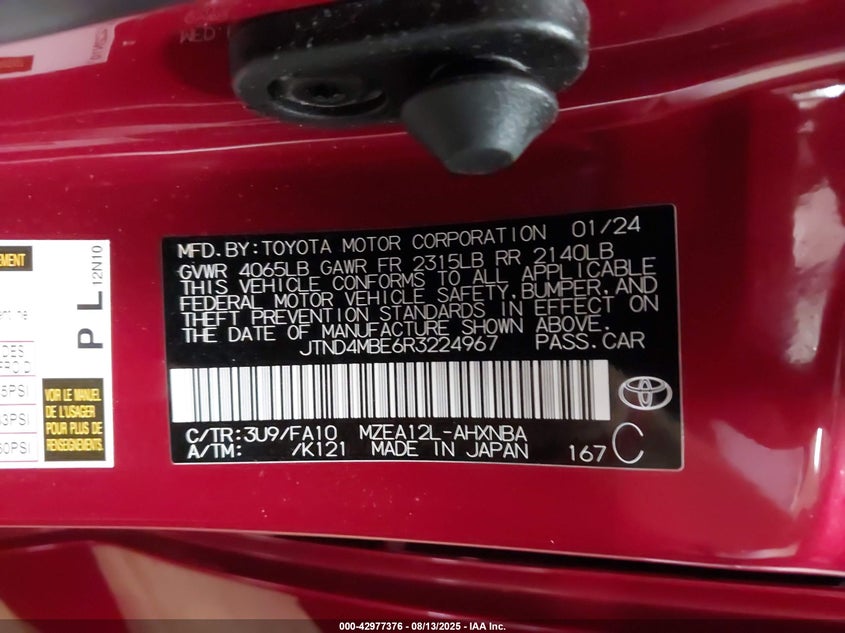 MFD.BY:TOYOTA MOTOR CORPORATION 01/24
GVWR 4065LB GAWR FR 2315LB RR 2140LB
THIS VEHICLE CONFORMS TO ALL APPLICABLE
FEDERAL MOTOR VEHICLE SAFETY,BUMPER,AND
THEFT PREVENTION STANDARDS IN EFFECT ON
THE DATE OF MANUFACTURE SHOWN ABOVE.
JTND4MBE6R3224967 PASS.CAR
C/TR:3U9/FA10 MZEA12L-AHXNBA
A/TM: /K121 MADE IN JAPAN 167 C
P L 12N10
VOIR LE MANUEL
DE L'USAGER
POUR PLUS DE
RENSEIGNEMENTS.
000-42977376 - 08/13/2025 - IAA Inc.